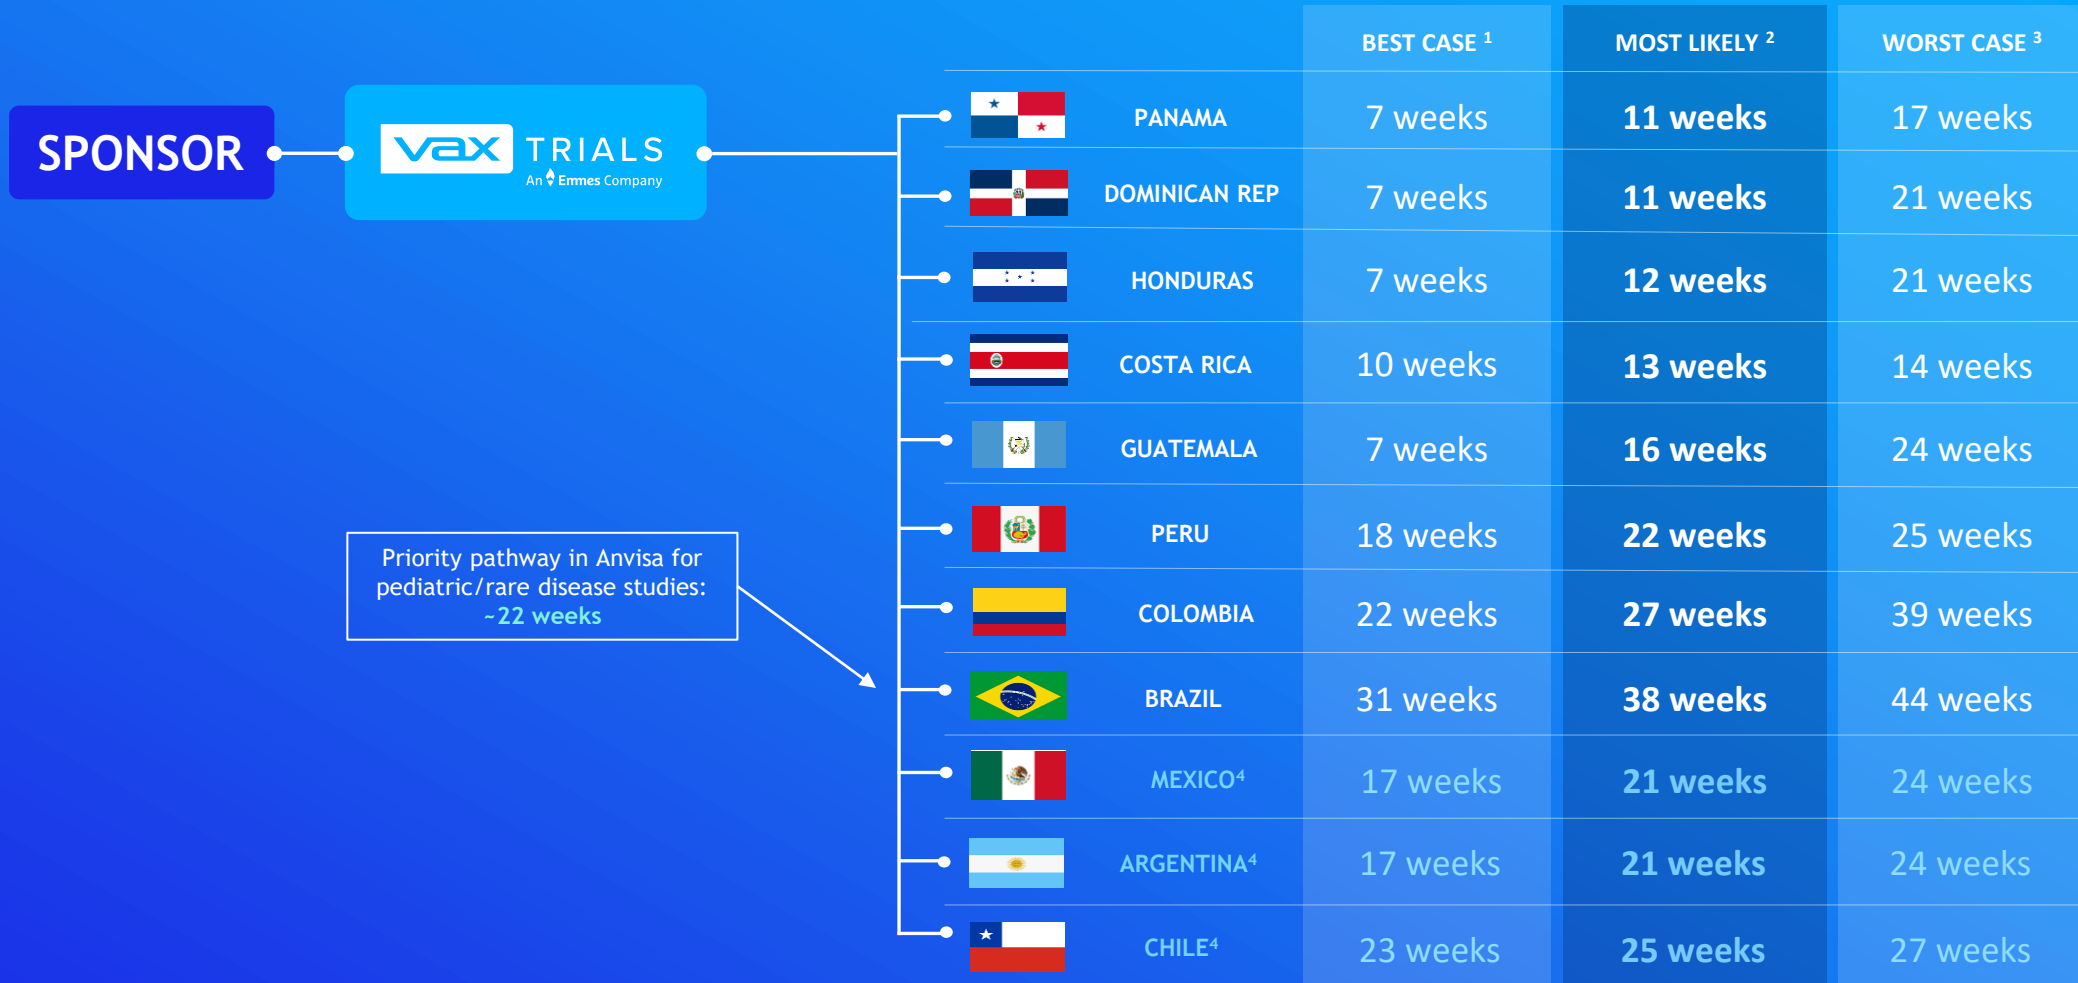 BEST CASE 1
MOST LIKELY 2
WORST CASE 3
SPONSOR
vax TRIALS
An Emmes Company
PANAMA 7 weeks 11 weeks 17 weeks
DOMINICAN REP 7 weeks 11 weeks 21 weeks
HONDURAS 7 weeks 12 weeks 21 weeks
COSTA RICA 10 weeks 13 weeks 14 weeks
GUATEMALA 7 weeks 16 weeks 24 weeks
PERU 18 weeks 22 weeks 25 weeks
Priority pathway in Anvisa for
pediatric/rare disease studies:
~22 weeks
COLOMBIA 22 weeks 27 weeks 39 weeks
BRAZIL 31 weeks 38 weeks 44 weeks
MEXICO4 17 weeks 21 weeks 24 weeks
ARGENTINA4 17 weeks 21 weeks 24 weeks
CHILE4 23 weeks 25 weeks 27 weeks